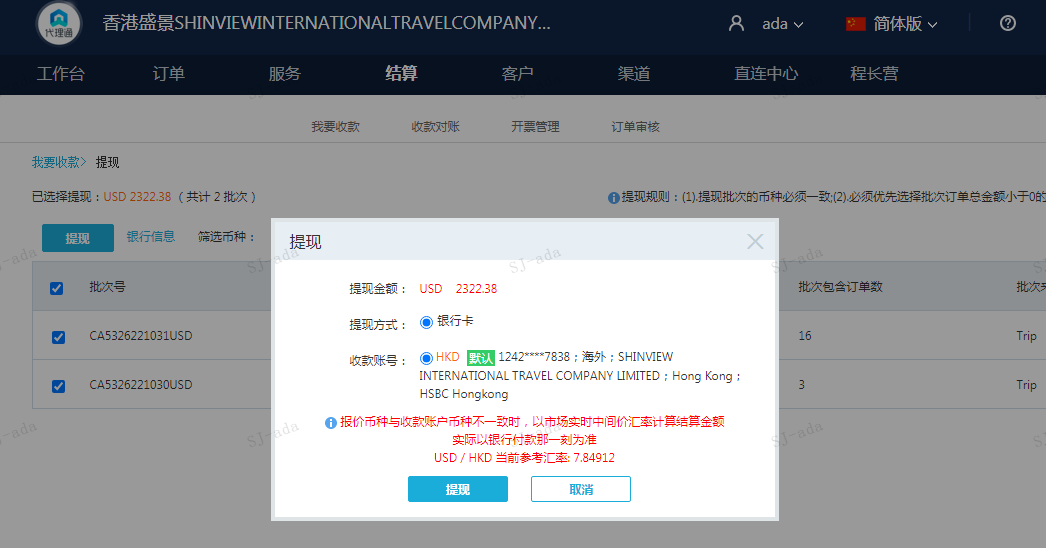 代理通
香港盛景SHINVIEWINTERNATIONALTRAVELCOMPANY...
ada
简体版
工作台 订单 服务 结算 客户 渠道 直连中心 程长营
我要收款 收款对账 开票管理 订单审核
我要收款> 提现
已选择提现：USD 2322.38 （ 共计 2 批次 ）
提现规则：(1).提现批次的币种必须一致;(2).必须优先选择批次订单总金额小于0的
提现 银行信息 筛选币种：
批次号 批次包含订单数 批次来
CA5326221031USD 16 Trip
CA5326221030USD 3 Trip
提现
提现金额： USD 2322.38
提现方式： 银行卡
收款账号： HKD 默认 1242****7838；海外；SHINVIEW
INTERNATIONAL TRAVEL COMPANY LIMITED；Hong Kong；
HSBC Hongkong
报价币种与收款账户币种不一致时，以市场实时中间价汇率计算结算金额
实际以银行付款那一刻为准
USD / HKD 当前参考汇率: 7.84912
提现 取消
SJ-ada
SJ-ada
SJ-ada
SJ-ada
SJ-ada
SJ-ada